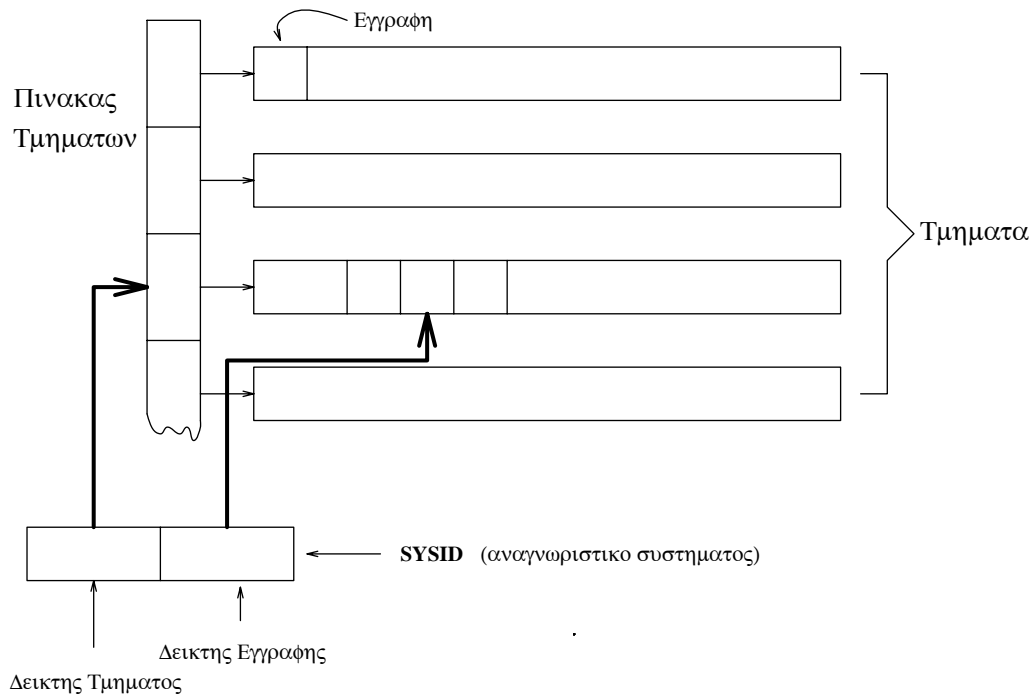 Εγγραφη
Πινακας
Τμηματων
Τμηματα
SYSID (αναγνωριστικο συστηματος)
Δεικτης Εγγραφης
Δεικτης Τμηματος